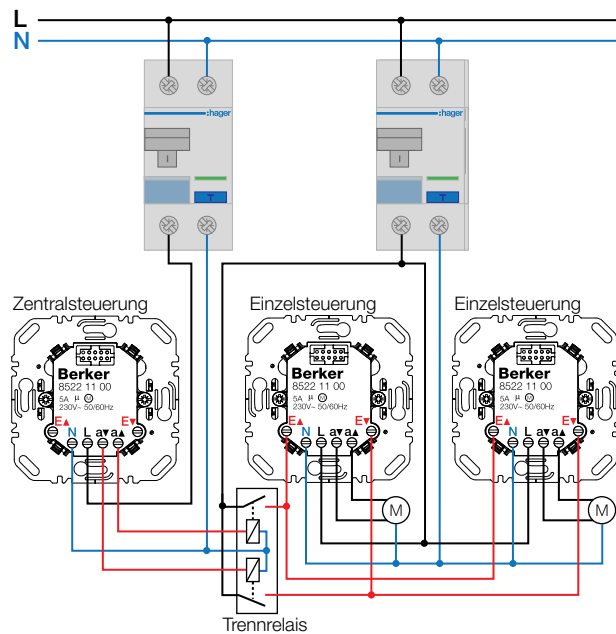 L
N
:hager
:hager
I
I
T
T
Zentralsteuerung
Einzelsteuerung
Einzelsteuerung
Berker
8522 11 00
5A µ M
230V~ 50/60Hz
E▲ E▼
N L a▼ a▲
Berker
8522 11 00
5A µ M
230V~ 50/60Hz
E▲ E▼
N L a▼ a▲
Berker
8522 11 00
5A µ M
230V~ 50/60Hz
E▲ E▼
N L a▼ a▲
M
M
Trennrelais